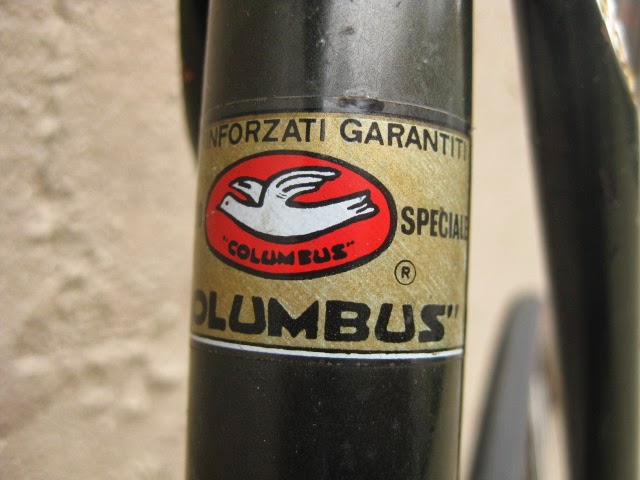 NFORZATI GARANTITI
SPECIALE
"COLUMBUS"
®
OLUMBUS"